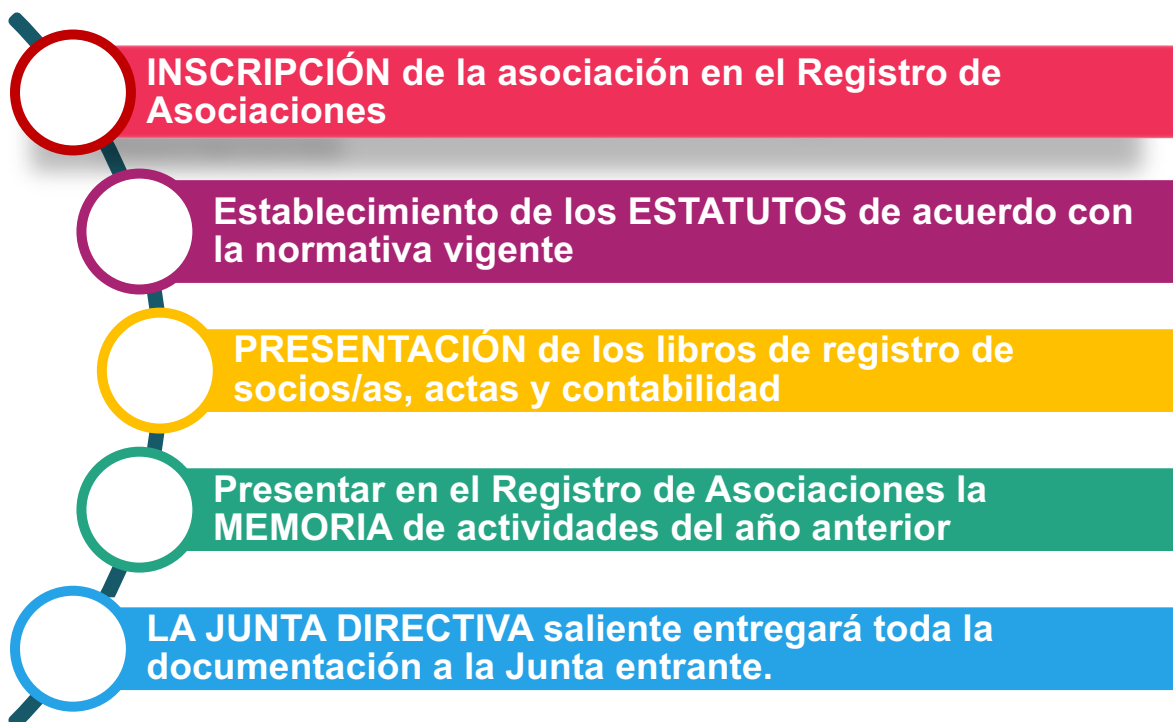 INSCRIPCIÓN de la asociación en el Registro de
Asociaciones
Establecimiento de los ESTATUTOS de acuerdo con
la normativa vigente
PRESENTACIÓN de los libros de registro de
socios/as, actas y contabilidad
Presentar en el Registro de Asociaciones la
MEMORIA de actividades del año anterior
LA JUNTA DIRECTIVA saliente entregará toda la
documentación a la Junta entrante.